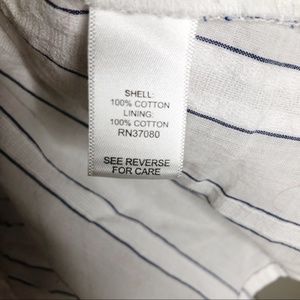 SHELL:
100% COTTON
LINING:
100% COTTON
RN37080
SEE REVERSE
FOR CARE